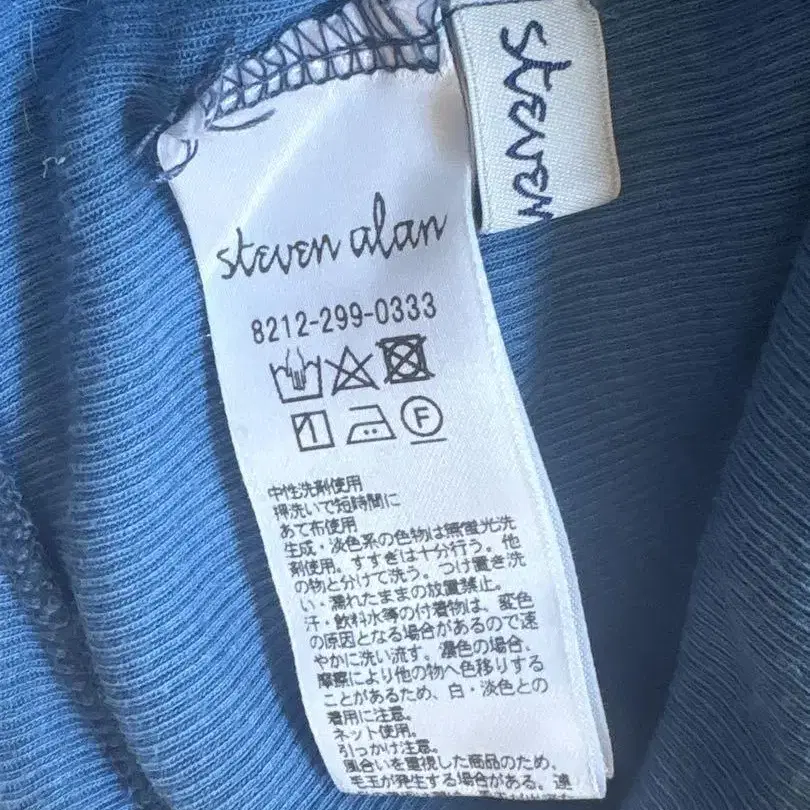 steven
steven alan
8212-299-0333
F
中性洗剤使用
押洗いで短時間に
あて布使用
生成・淡色系の色物は無蛍光洗
剤使用。すすぎは十分行う。他
の物と分けて洗う。つけ置き洗
い・濡れたままの放置禁止。
汗・飲料水等の付着物は、変色
の原因となる場合があるので速
やかに洗い流す。濃色の場合、
摩擦により他の物へ色移りする
ことがあるため、白・淡色との
着用に注意。
ネット使用。
引っかけ注意。
風合いを重視した商品のため、
毛玉が発生する場合がある。速